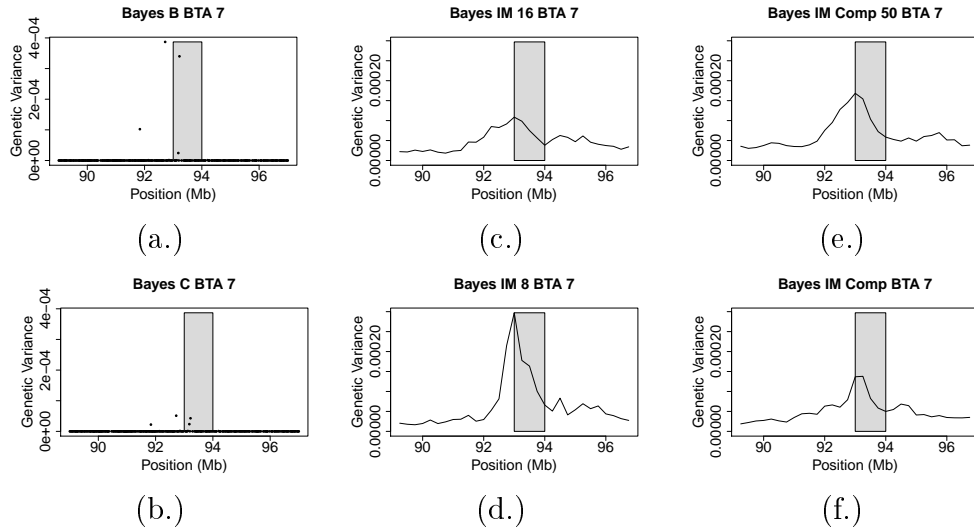 Bayes B BTA 7
Genetic Variance
0e+00 2e-04 4e-04
90 92 94 96
Position (Mb)
(a.)
Bayes IM 16 BTA 7
Genetic Variance
0.00000 0.00020
90 92 94 96
Position (Mb)
(c.)
Bayes IM Comp 50 BTA 7
Genetic Variance
0.00000 0.00020
90 92 94 96
Position (Mb)
(e.)
Bayes C BTA 7
Genetic Variance
0e+00 2e-04 4e-04
90 92 94 96
Position (Mb)
(b.)
Bayes IM 8 BTA 7
Genetic Variance
0.00000 0.00020
90 92 94 96
Position (Mb)
(d.)
Bayes IM Comp BTA 7
Genetic Variance
0.00000 0.00020
90 92 94 96
Position (Mb)
(f.)